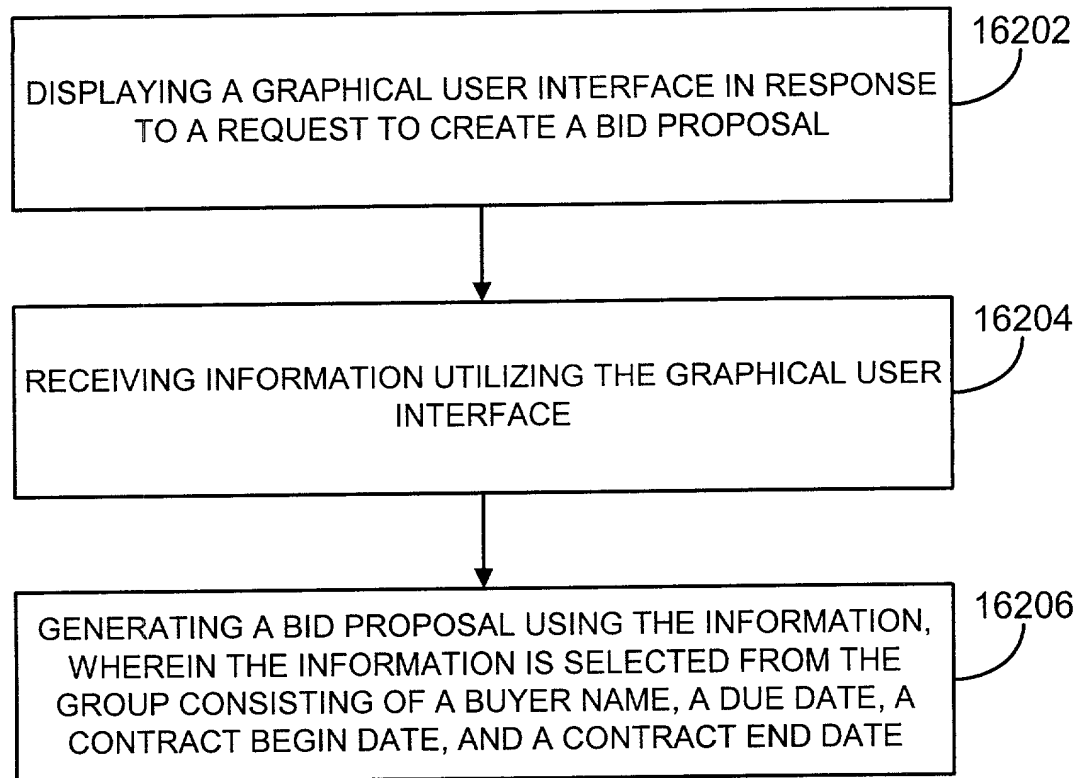 16202
DISPLAYING A GRAPHICAL USER INTERFACE IN RESPONSE
TO A REQUEST TO CREATE A BID PROPOSAL
16204
RECEIVING INFORMATION UTILIZING THE GRAPHICAL USER
INTERFACE
16206
GENERATING A BID PROPOSAL USING THE INFORMATION,
WHEREIN THE INFORMATION IS SELECTED FROM THE
GROUP CONSISTING OF A BUYER NAME, A DUE DATE, A
CONTRACT BEGIN DATE, AND A CONTRACT END DATE